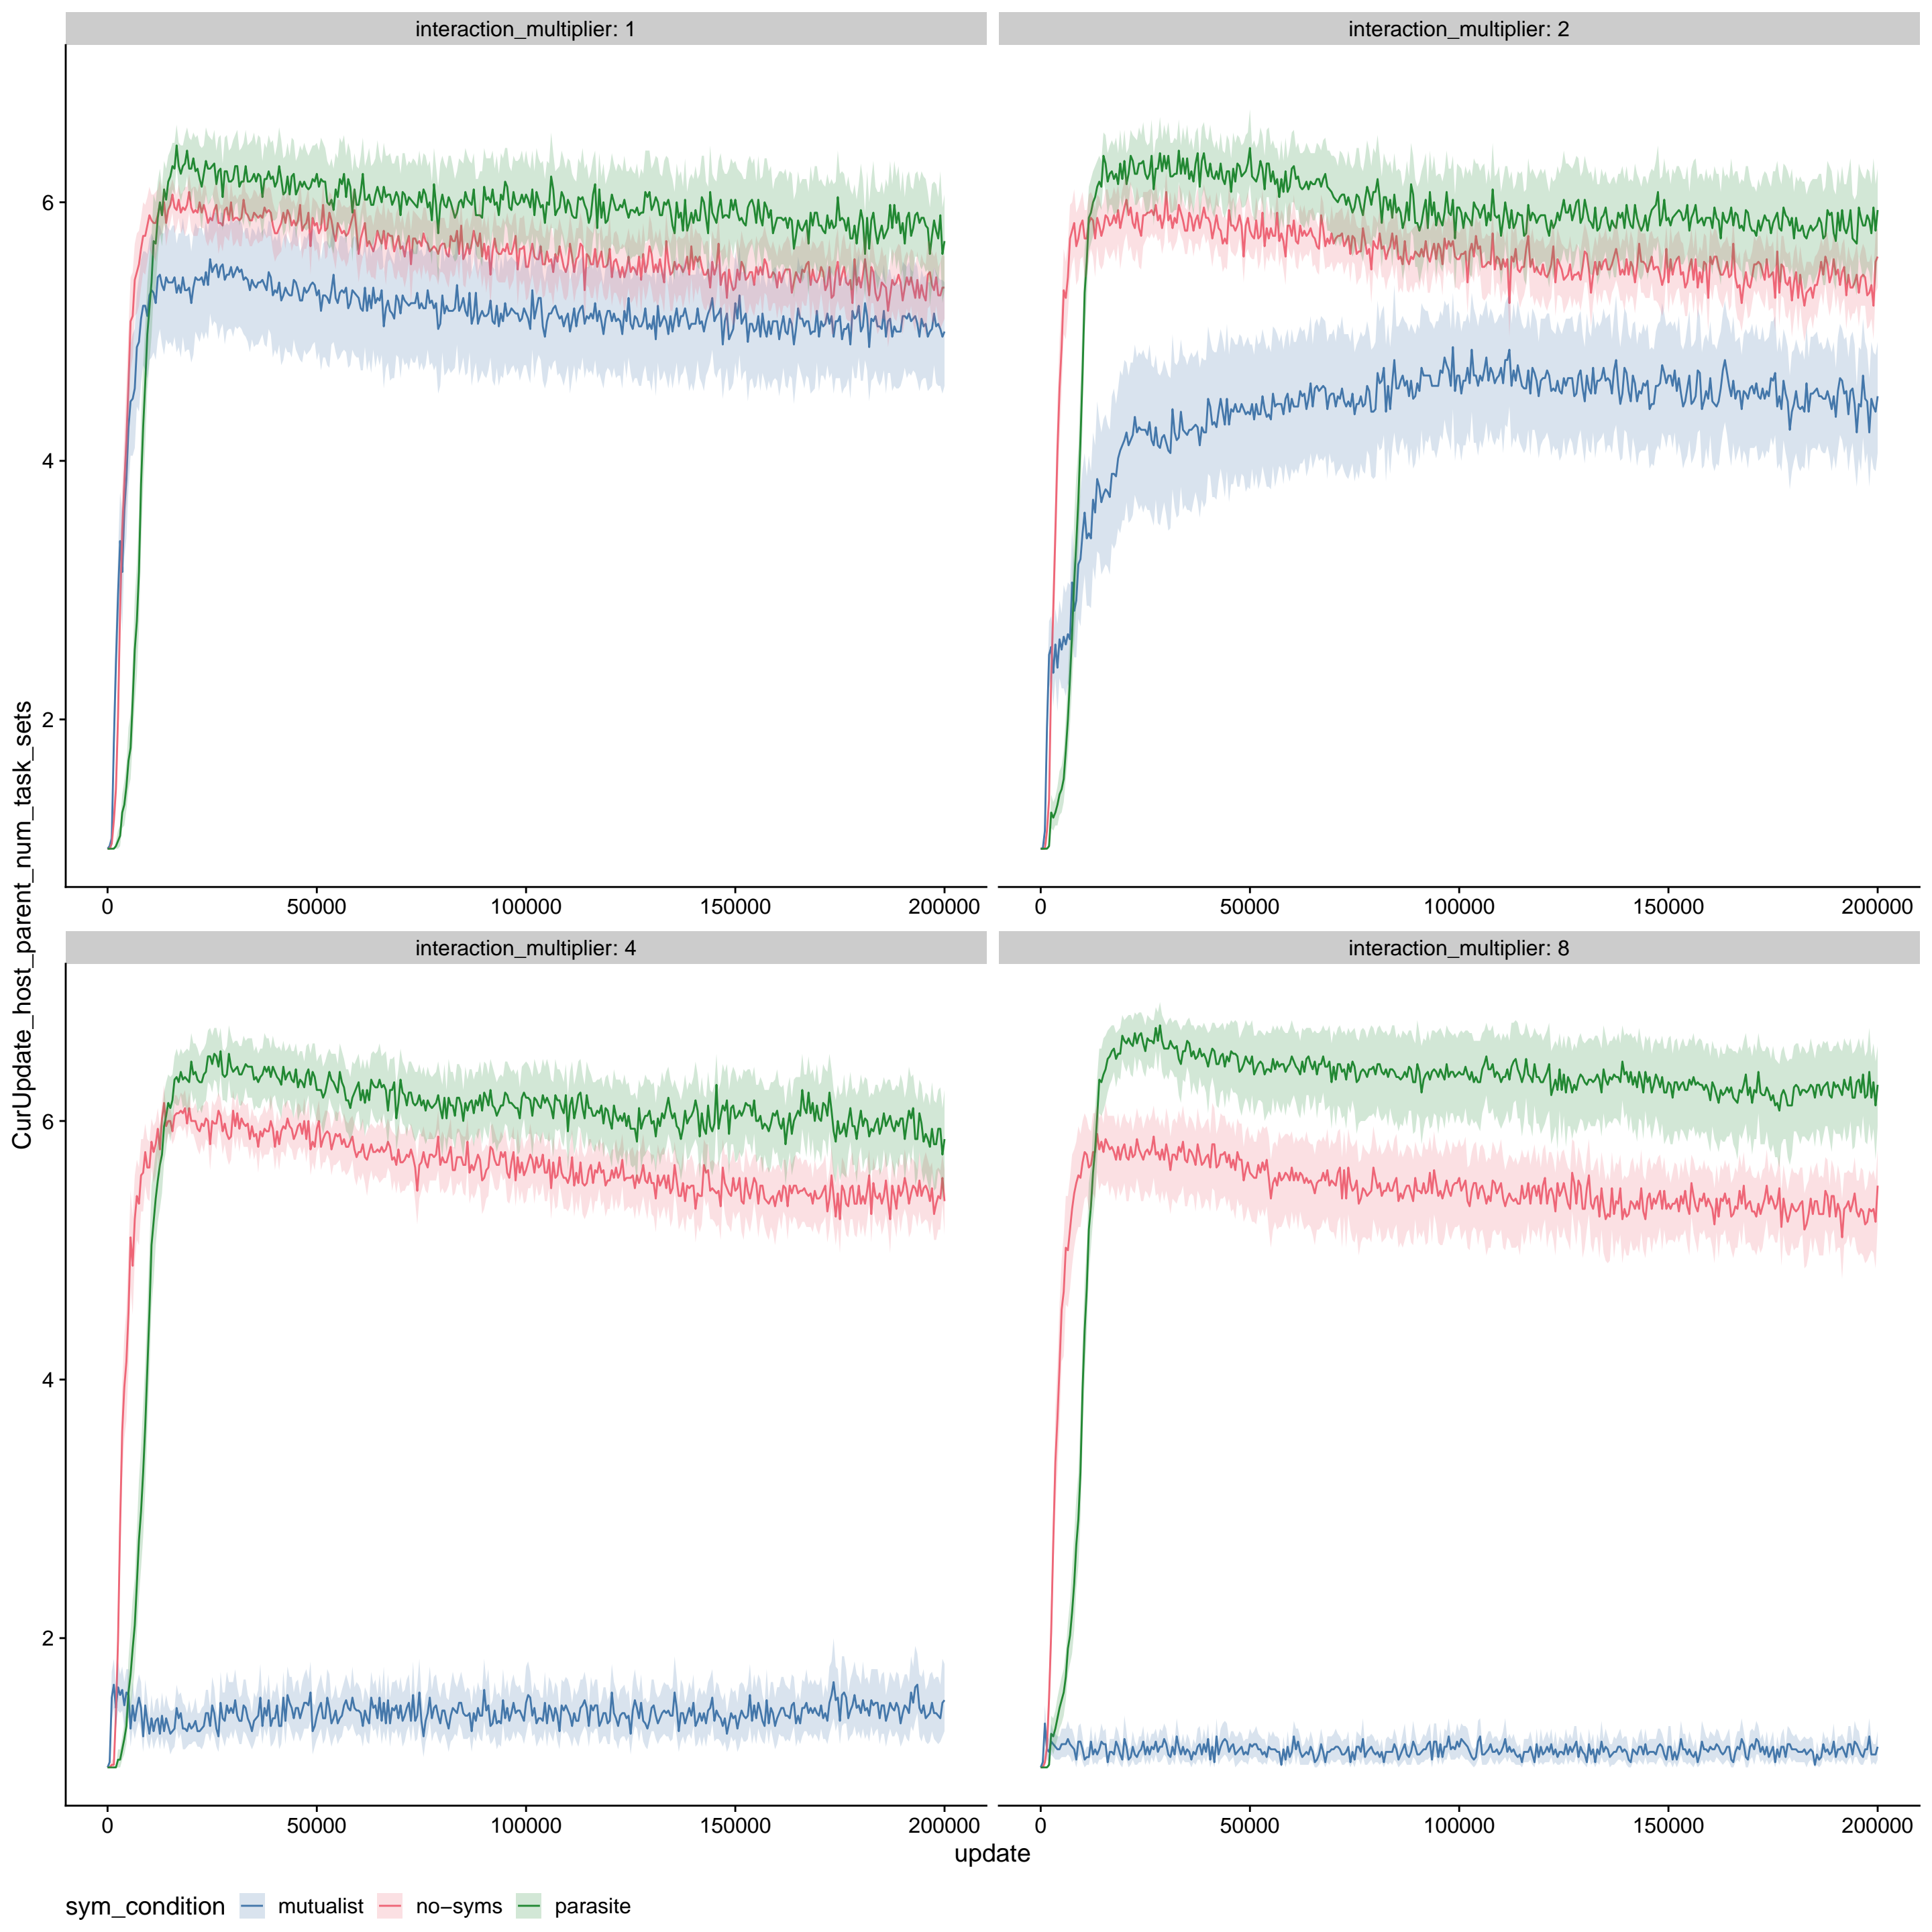 interaction_multiplier: 1
interaction_multiplier: 2
6
4
2
0 50000 100000 150000 200000
0 50000 100000 150000 200000
interaction_multiplier: 4
interaction_multiplier: 8
6
4
2
0 50000 100000 150000 200000
0 50000 100000 150000 200000
CurUpdate_host_parent_num_task_sets
update
sym_condition mutualist no−syms parasite